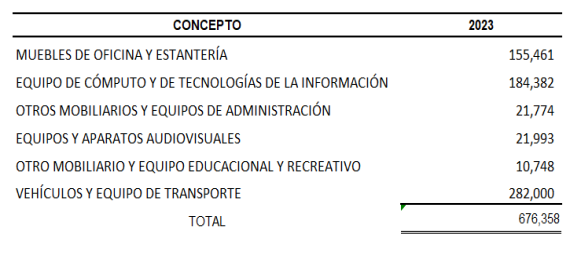 CONCEPTO 2023
MUEBLES DE OFICINA Y ESTANTERÍA 155,461
EQUIPO DE CÓMPUTO Y DE TECNOLOGÍAS DE LA INFORMACIÓN 184,382
OTROS MOBILIARIOS Y EQUIPOS DE ADMINISTRACIÓN 21,774
EQUIPOS Y APARATOS AUDIOVISUALES 21,993
OTRO MOBILIARIO Y EQUIPO EDUCACIONAL Y RECREATIVO 10,748
VEHÍCULOS Y EQUIPO DE TRANSPORTE 282,000
TOTAL 676,358